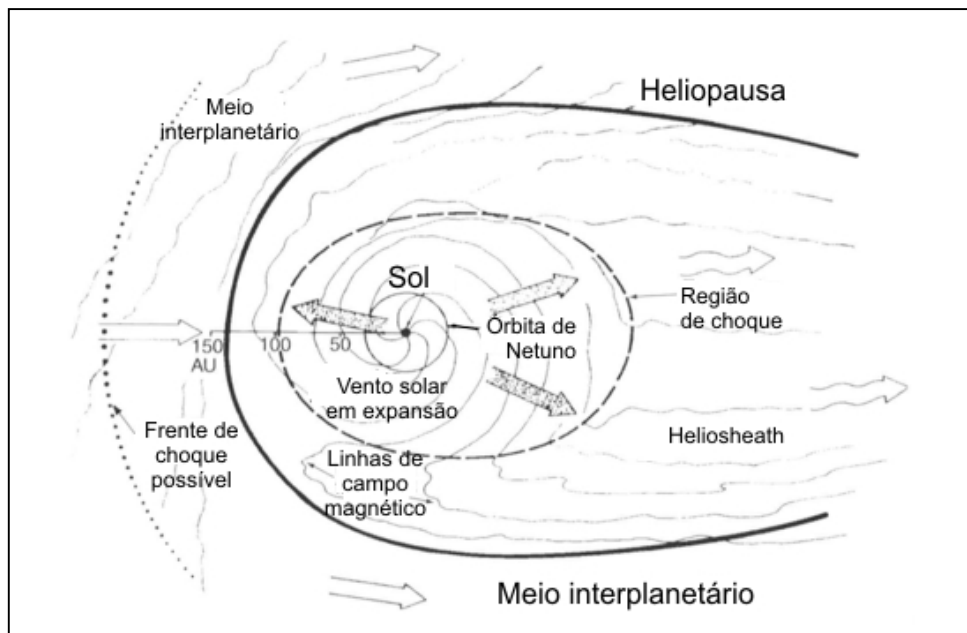 Meio
interplanetário
Heliopausa
Sol
Região
de choque
Órbita de
Netuno
150
AU
100
50
Vento solar
em expansão
Frente de
choque
possível
Linhas de
campo
magnético
Heliosheath
Meio interplanetário